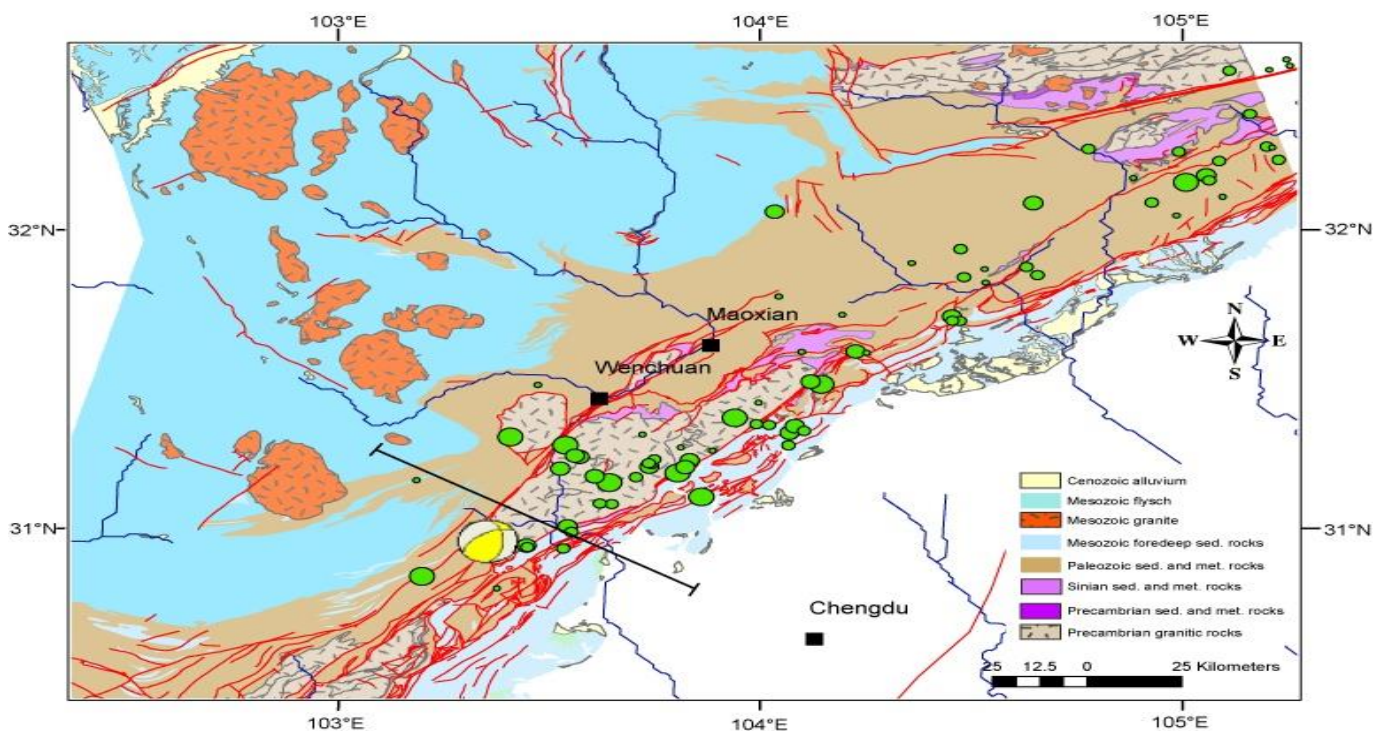 103°E 104°E 105°E
32°N 32°N
Maoxian
N
W E
S
Wenchuan
Cenozoic alluvium
Mesozoic flysch
Mesozoic granite
31°N 31°N
Mesozoic foredeep sed. rocks
Paleozoic sed. and met. rocks
Sinian sed. and met. rocks
Chengdu
Precambrian sed. and met. rocks
Precambrian granitic rocks
25 12.5 0 25 Kilometers
103°E 104°E 105°E